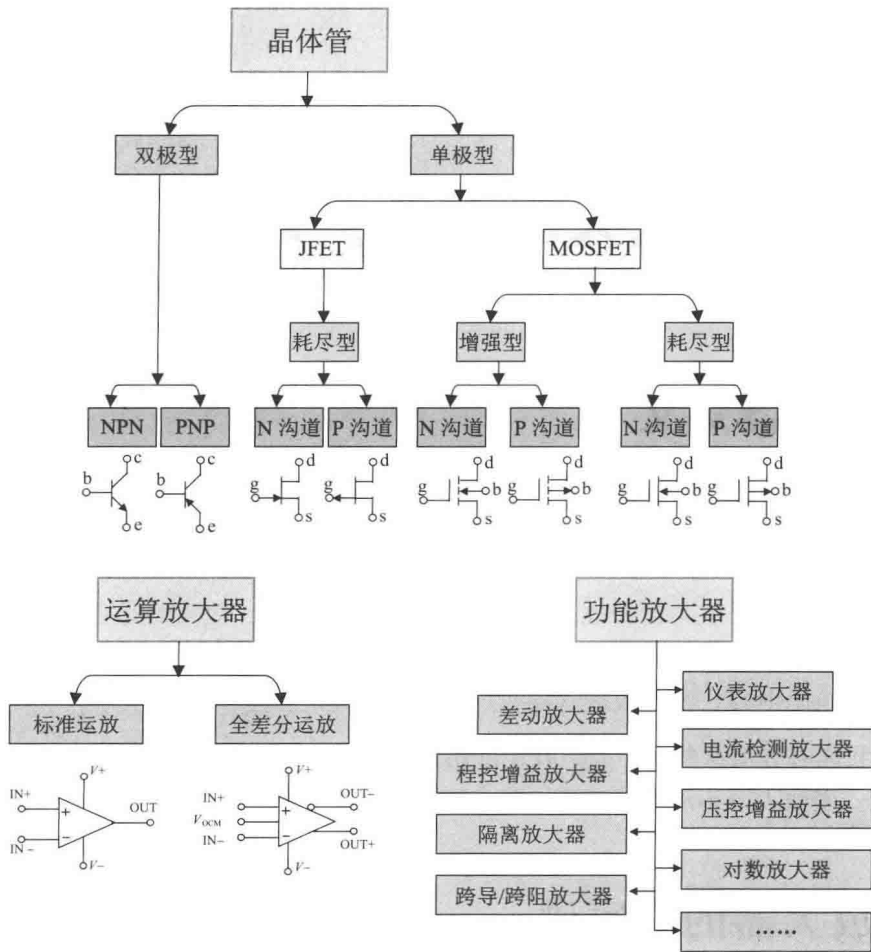 晶体管
双极型
单极型
JFET
MOSFET
耗尽型
增强型
耗尽型
NPN
PNP
N 沟道
P 沟道
N 沟道
P 沟道
N 沟道
P 沟道
b
c
e
b
c
e
g
d
s
g
d
s
g
d
b
s
g
d
b
s
g
d
b
s
g
d
b
s
运算放大器
标准运放
全差分运放
IN+
IN−
V+
V−
OUT
IN+
VOCM
IN−
V+
V−
OUT−
OUT+
功能放大器
仪表放大器
差动放大器
电流检测放大器
程控增益放大器
压控增益放大器
隔离放大器
对数放大器
跨导/跨阻放大器
……